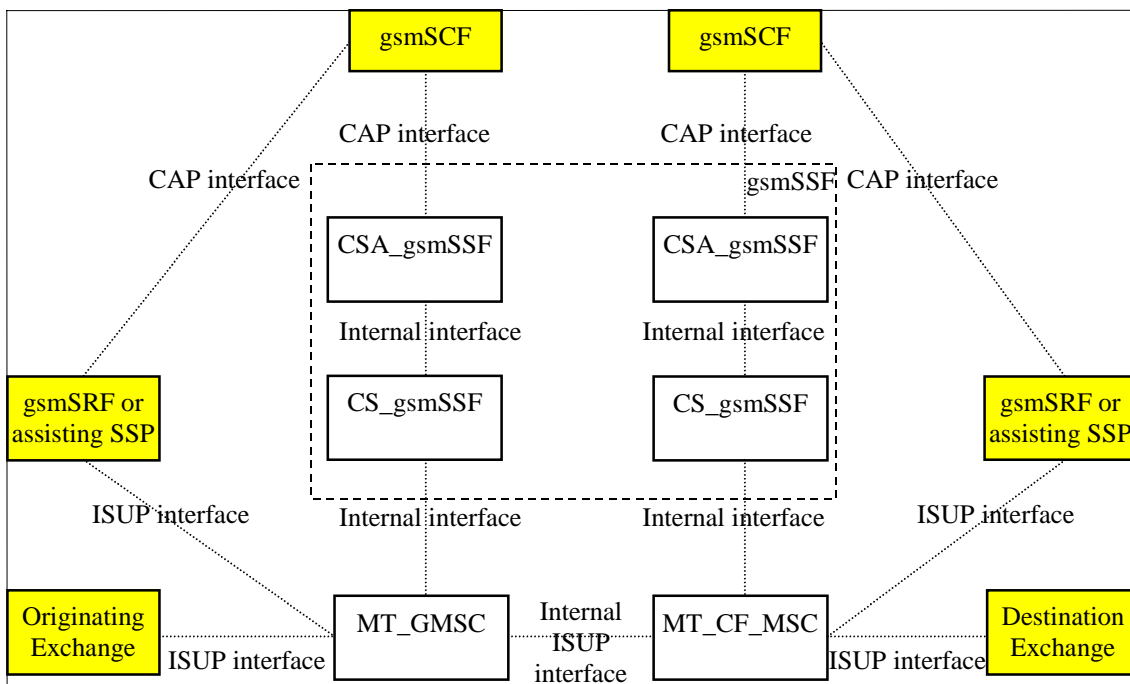 gsmSCF
gsmSCF
CAP interface
CAP interface
CAP interface
gsmSSF
CAP interface
CSA_gsmSSF
CSA_gsmSSF
Internal interface
Internal interface
gsmSRF or
assisting SSP
CS_gsmSSF
CS_gsmSSF
gsmSRF or
assisting SSP
ISUP interface
Internal interface
Internal interface
ISUP interface
Originating
Exchange
ISUP interface
MT_GMSC
Internal
ISUP
interface
MT_CF_MSC
ISUP interface
Destination
Exchange